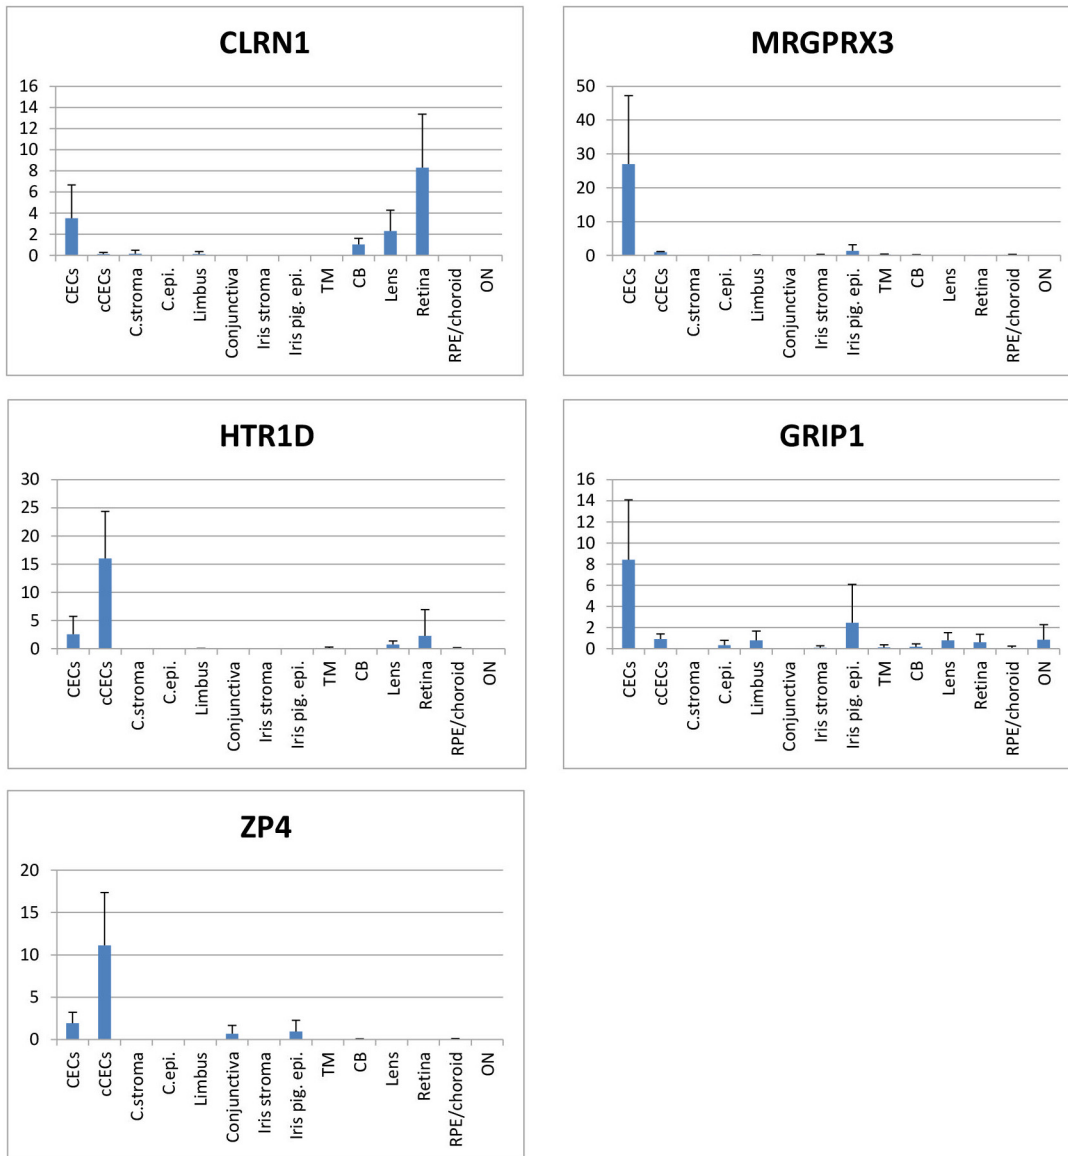 CLRN1
16
14
12
10
8
6
4
2
0
CECs
cCECs
C.stroma
C.epi.
Limbus
Conjunctiva
Iris stroma
Iris pig. epi.
TM
CB
Lens
Retina
RPE/choroid
ON
MRGPRX3
50
40
30
20
10
0
CECs
cCECs
C.stroma
C.epi.
Limbus
Conjunctiva
Iris stroma
Iris pig. epi.
TM
CB
Lens
Retina
RPE/choroid
ON
HTR1D
30
25
20
15
10
5
0
CECs
cCECs
C.stroma
C.epi.
Limbus
Conjunctiva
Iris stroma
Iris pig. epi.
TM
CB
Lens
Retina
RPE/choroid
ON
GRIP1
16
14
12
10
8
6
4
2
0
CECs
cCECs
C.stroma
C.epi.
Limbus
Conjunctiva
Iris stroma
Iris pig. epi.
TM
CB
Lens
Retina
RPE/choroid
ON
ZP4
20
15
10
5
0
CECs
cCECs
C.stroma
C.epi.
Limbus
Conjunctiva
Iris stroma
Iris pig. epi.
TM
CB
Lens
Retina
RPE/choroid
ON